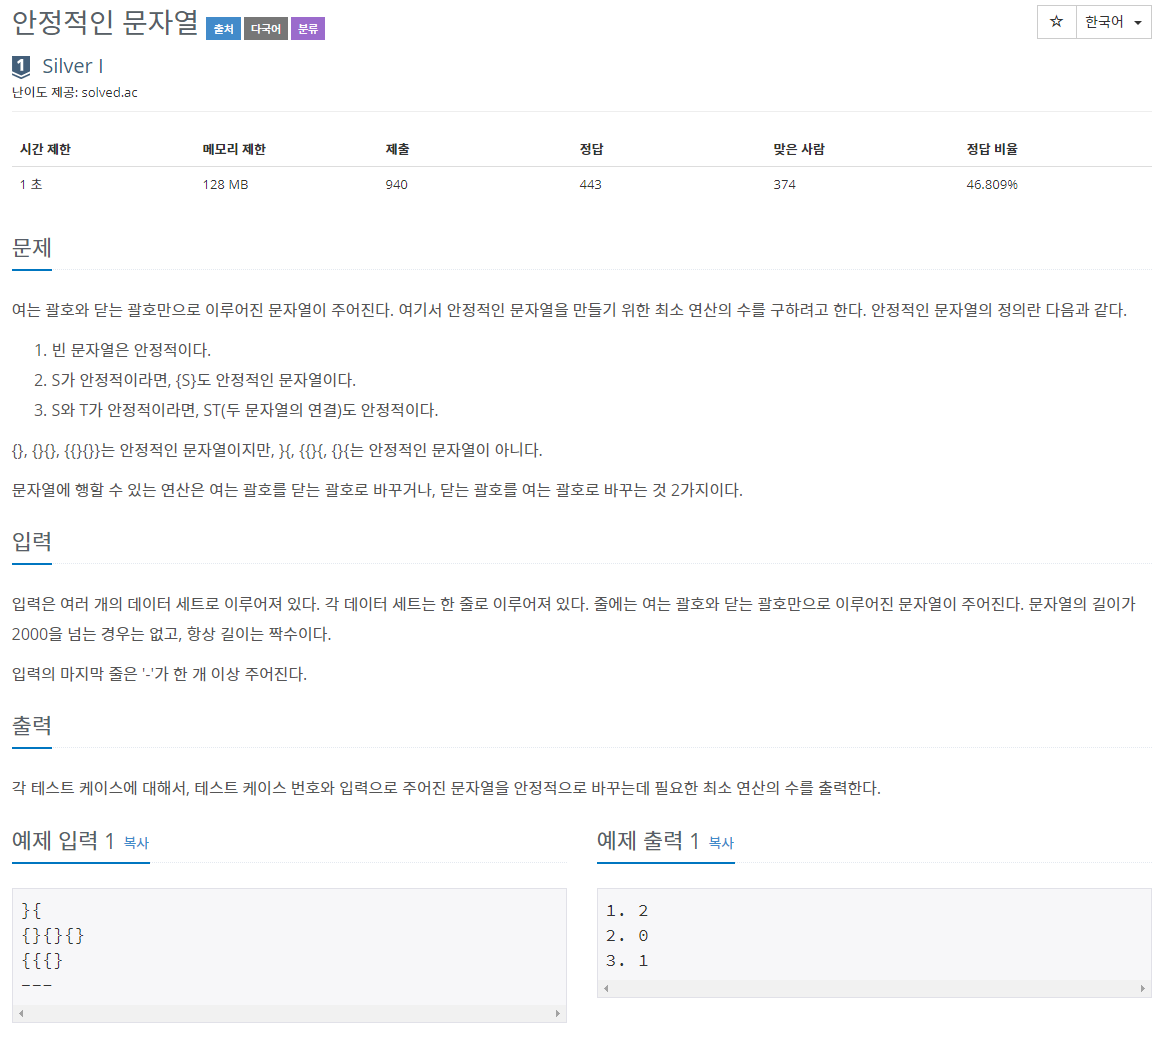 안정적인 문자열 출처 다국어 분류
☆ 한국어
1 Silver I
난이도 제공: solved.ac
시간 제한 메모리 제한 제출 정답 맞은 사람 정답 비율
1 초 128 MB 940 443 374 46.809%
문제
여는 괄호와 닫는 괄호만으로 이루어진 문자열이 주어진다. 여기서 안정적인 문자열을 만들기 위한 최소 연산의 수를 구하려고 한다. 안정적인 문자열의 정의란 다음과 같다.
1. 빈 문자열은 안정적이다.
2. S가 안정적이라면, {S}도 안정적인 문자열이다.
3. S와 T가 안정적이라면, ST(두 문자열의 연결)도 안정적이다.
{}, {}{}, {{}{}}는 안정적인 문자열이지만, }{, {{}{, {}{는 안정적인 문자열이 아니다.
문자열에 행할 수 있는 연산은 여는 괄호를 닫는 괄호로 바꾸거나, 닫는 괄호를 여는 괄호로 바꾸는 것 2가지이다.
입력
입력은 여러 개의 데이터 세트로 이루어져 있다. 각 데이터 세트는 한 줄로 이루어져 있다. 줄에는 여는 괄호와 닫는 괄호만으로 이루어진 문자열이 주어진다. 문자열의 길이가
2000을 넘는 경우는 없고, 항상 길이는 짝수이다.
입력의 마지막 줄은 '-'가 한 개 이상 주어진다.
출력
각 테스트 케이스에 대해서, 테스트 케이스 번호와 입력으로 주어진 문자열을 안정적으로 바꾸는데 필요한 최소 연산의 수를 출력한다.
예제 입력 1 복사
}{
{}{}{}
{{{}
---
예제 출력 1 복사
1. 2
2. 0
3. 1